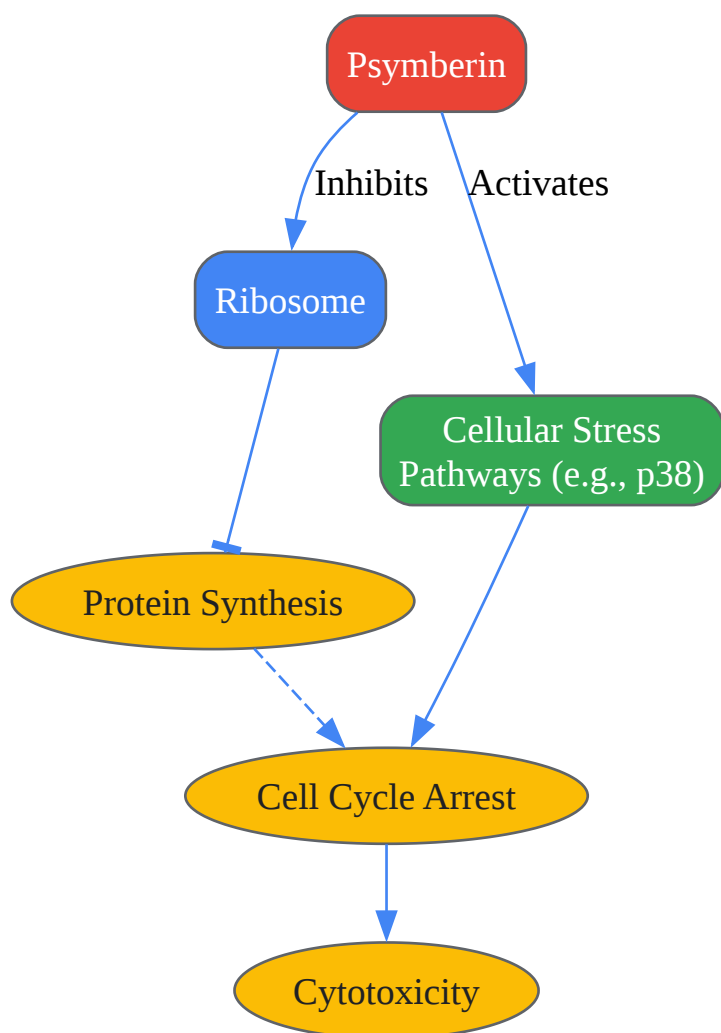 Psymberin
Inhibits
Activates
Ribosome
Cellular Stress
Pathways (e.g., p38)
Protein Synthesis
Cell Cycle Arrest
Cytotoxicity